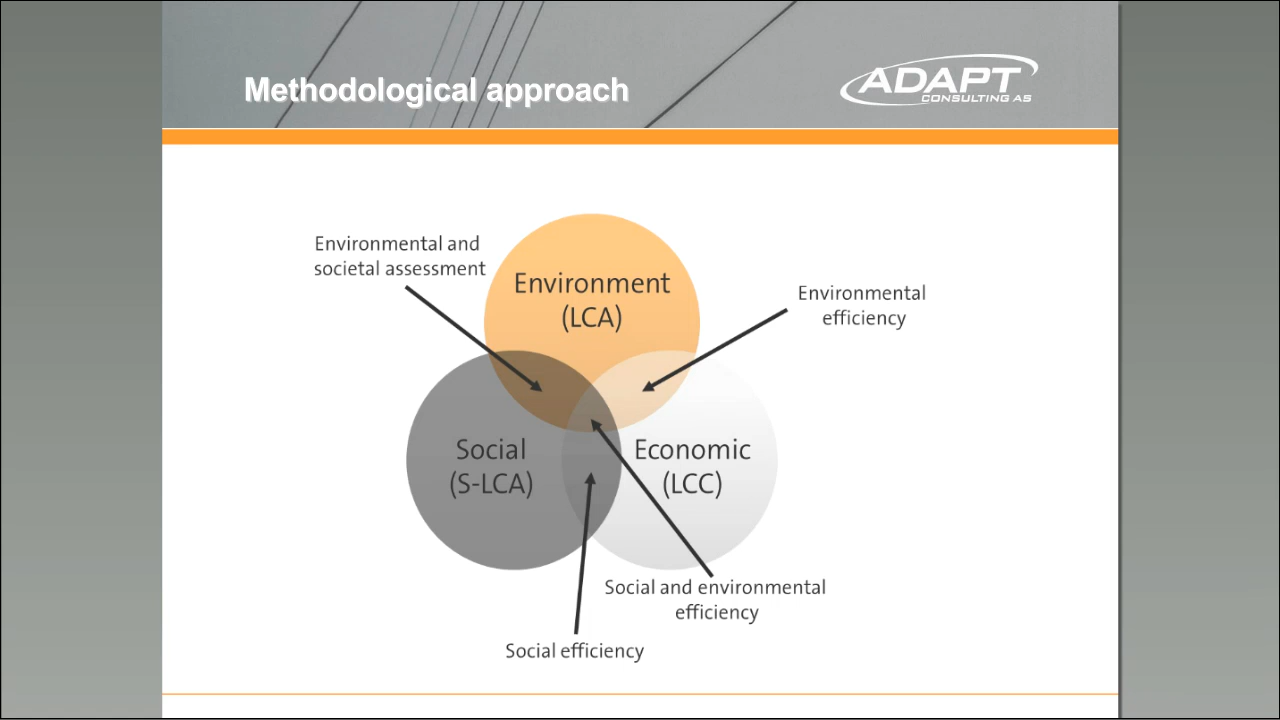 Methodological approach
ADAPT
CONSULTING AS
Environmental and
societal assessment
Environment
(LCA)
Environmental
efficiency
Social
(S-LCA)
Economic
(LCC)
Social and environmental
efficiency
Social efficiency